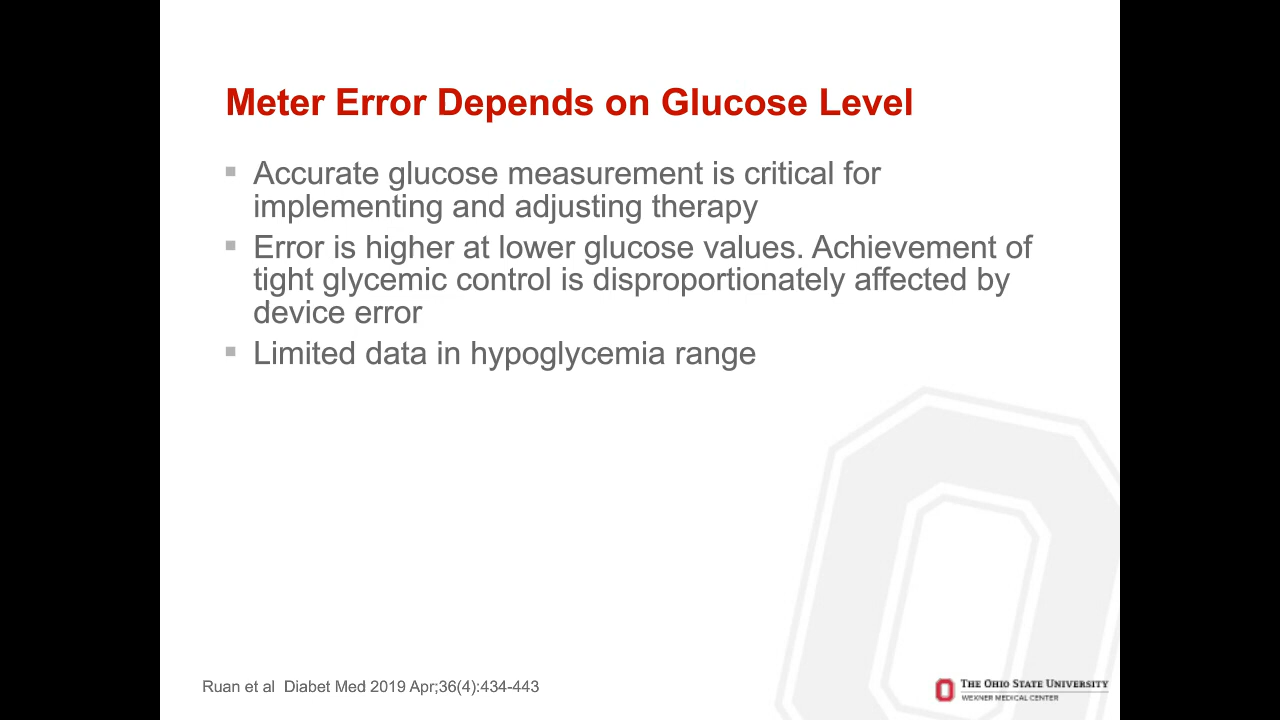 Meter Error Depends on Glucose Level
▪ Accurate glucose measurement is critical for
implementing and adjusting therapy
▪ Error is higher at lower glucose values. Achievement of
tight glycemic control is disproportionately affected by
device error
▪ Limited data in hypoglycemia range
Ruan et al  Diabet Med 2019 Apr;36(4):434-443
THE OHIO STATE UNIVERSITY
WEXNER MEDICAL CENTER